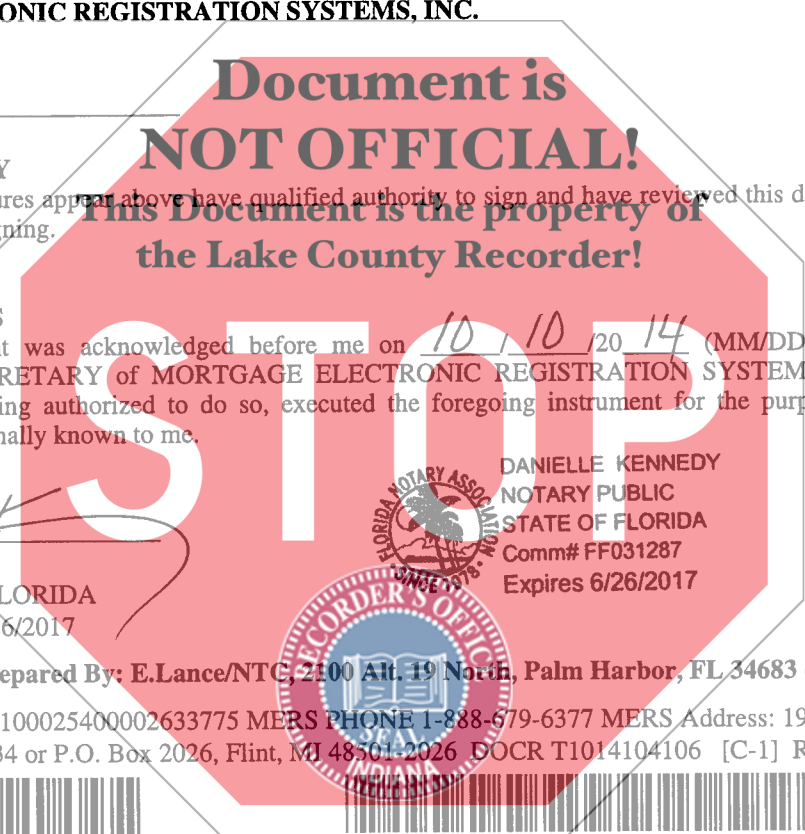 ONIC REGISTRATION SYSTEMS, INC.
Document is
NOT OFFICIAL!
Y
ures appear above have qualified authority to sign and have reviewed this d
This Document is the property of
gning.
the Lake County Recorder!
S
STOP
t was acknowledged before me on 10 / 10 /20 14 (MM/DD
RETARY of MORTGAGE ELECTRONIC REGISTRATION SYSTEM
ing authorized to do so, executed the foregoing instrument for the purp
nally known to me.
DANIELLE KENNEDY
NOTARY PUBLIC
STATE OF FLORIDA
Comm# FF031287
Expires 6/26/2017
FLORIDA NOTARY ASSOCIATION
SINCE 1978
LORIDA
6/2017
RECORDER'S OFFICE
SEAL
INDIANA
epared By: E.Lance/NTC, 2100 Alt. 19 North, Palm Harbor, FL 34683
100025400002633775 MERS PHONE 1-888-679-6377 MERS Address: 19
34 or P.O. Box 2026, Flint, MI 48501-2026 DOCR T1014104106 [C-1] R